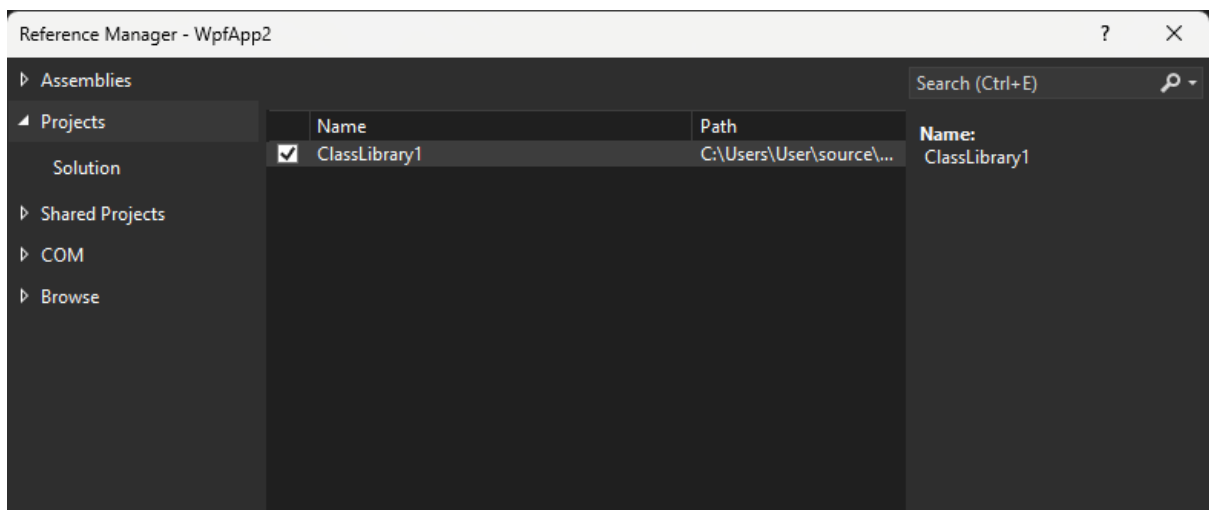 Reference Manager - WpfApp2 ?
Assemblies
Projects
Solution
Shared Projects
COM
Browse
Name Path
ClassLibrary1 C:\Users\User\source\...
Search (Ctrl+E)
Name:
ClassLibrary1